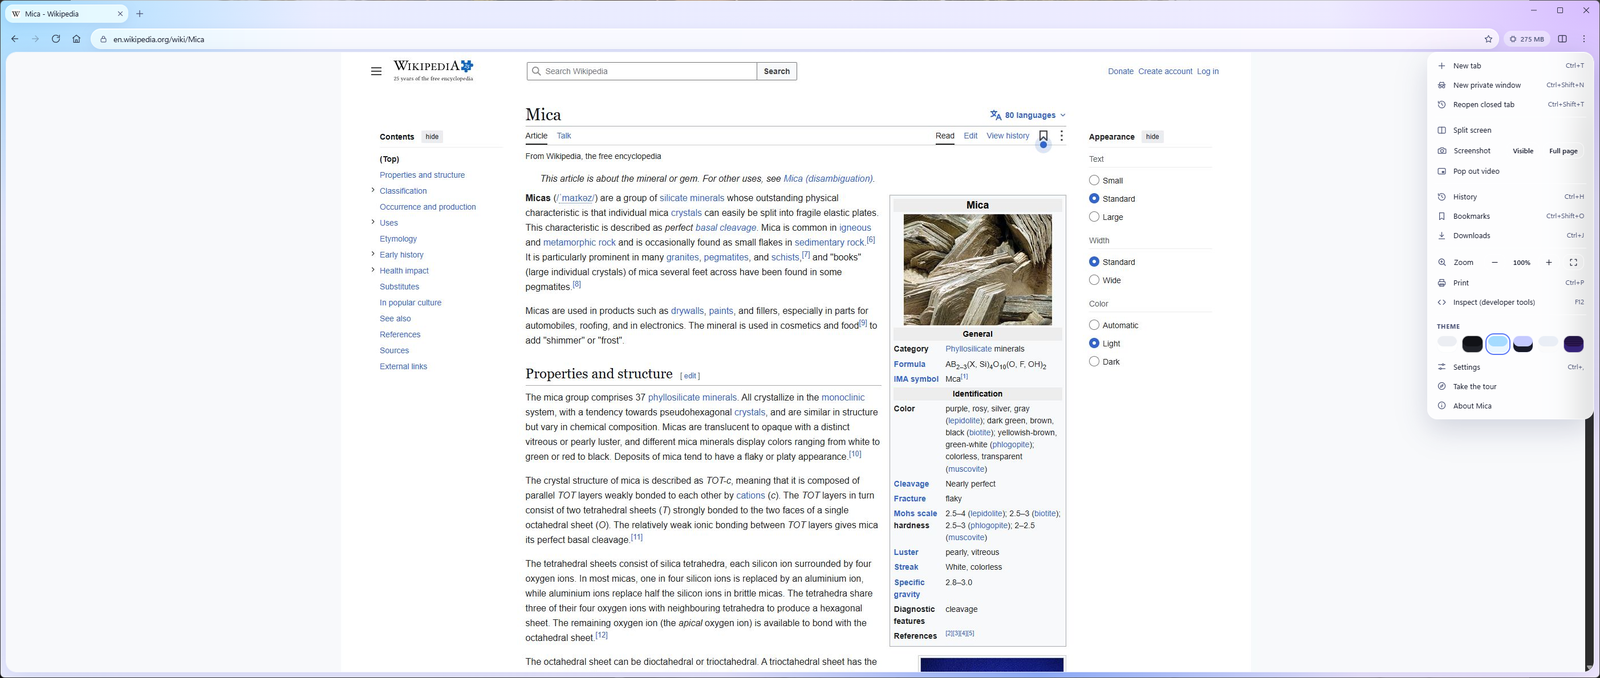 Mica - Wikipedia
en.wikipedia.org/wiki/Mica
275 MB
WIKIPEDIA
25 years of the free encyclopedia
Search Wikipedia
Search
Donate Create account Log in
Contents hide
(Top)
Properties and structure
Classification
Occurrence and production
Uses
Etymology
Early history
Health impact
Substitutes
In popular culture
See also
References
Sources
External links
Mica
80 languages
Article Talk
Read Edit View history
From Wikipedia, the free encyclopedia
This article is about the mineral or gem. For other uses, see Mica (disambiguation).
Micas (/ˈmaɪkəz/) are a group of silicate minerals whose outstanding physical
characteristic is that individual mica crystals can easily be split into fragile elastic plates.
This characteristic is described as perfect basal cleavage. Mica is common in igneous
and metamorphic rock and is occasionally found as small flakes in sedimentary rock.[6]
It is particularly prominent in many granites, pegmatites, and schists,[7] and "books"
(large individual crystals) of mica several feet across have been found in some
pegmatites.[8]
Micas are used in products such as drywalls, paints, and fillers, especially in parts for
automobiles, roofing, and in electronics. The mineral is used in cosmetics and food[9] to
add "shimmer" or "frost".
Properties and structure [ edit ]
The mica group comprises 37 phyllosilicate minerals. All crystallize in the monoclinic
system, with a tendency towards pseudohexagonal crystals, and are similar in structure
but vary in chemical composition. Micas are translucent to opaque with a distinct
vitreous or pearly luster, and different mica minerals display colors ranging from white to
green or red to black. Deposits of mica tend to have a flaky or platy appearance.[10]
The crystal structure of mica is described as TOT-c, meaning that it is composed of
parallel TOT layers weakly bonded to each other by cations (c). The TOT layers in turn
consist of two tetrahedral sheets (T) strongly bonded to the two faces of a single
octahedral sheet (O). The relatively weak ionic bonding between TOT layers gives mica
its perfect basal cleavage.[11]
The tetrahedral sheets consist of silica tetrahedra, each silicon ion surrounded by four
oxygen ions. In most micas, one in four silicon ions is replaced by an aluminium ion,
while aluminium ions replace half the silicon ions in brittle micas. The tetrahedra share
three of their four oxygen ions with neighbouring tetrahedra to produce a hexagonal
sheet. The remaining oxygen ion (the apical oxygen ion) is available to bond with the
octahedral sheet.[12]
The octahedral sheet can be dioctahedral or trioctahedral. A trioctahedral sheet has the
Mica
General
Category Phyllosilicate minerals
Formula AB2–3(X, Si)4O10(O, F, OH)2
IMA symbol Mca[1]
Identification
Color purple, rosy, silver, gray
(lepidolite); dark green, brown,
black (biotite); yellowish-brown,
green-white (phlogopite);
colorless, transparent
(muscovite)
Cleavage Nearly perfect
Fracture flaky
Mohs scale 2.5–4 (lepidolite); 2.5–3 (biotite);
hardness 2.5–3 (phlogopite); 2–2.5
(muscovite)
Luster pearly, vitreous
Streak White, colorless
Specific 2.8–3.0
gravity
Diagnostic cleavage
features
References [2][3][4][5]
Appearance hide
Text
Small
Standard
Large
Width
Standard
Wide
Color
Automatic
Light
Dark
New tab Ctrl+T
New private window Ctrl+Shift+N
Reopen closed tab Ctrl+Shift+T
Split screen
Screenshot Visible Full page
Pop out video
History Ctrl+H
Bookmarks Ctrl+Shift+O
Downloads Ctrl+J
Zoom − 100% +
Print Ctrl+P
Inspect (developer tools) F12
THEME
Settings Ctrl+,
Take the tour
About Mica